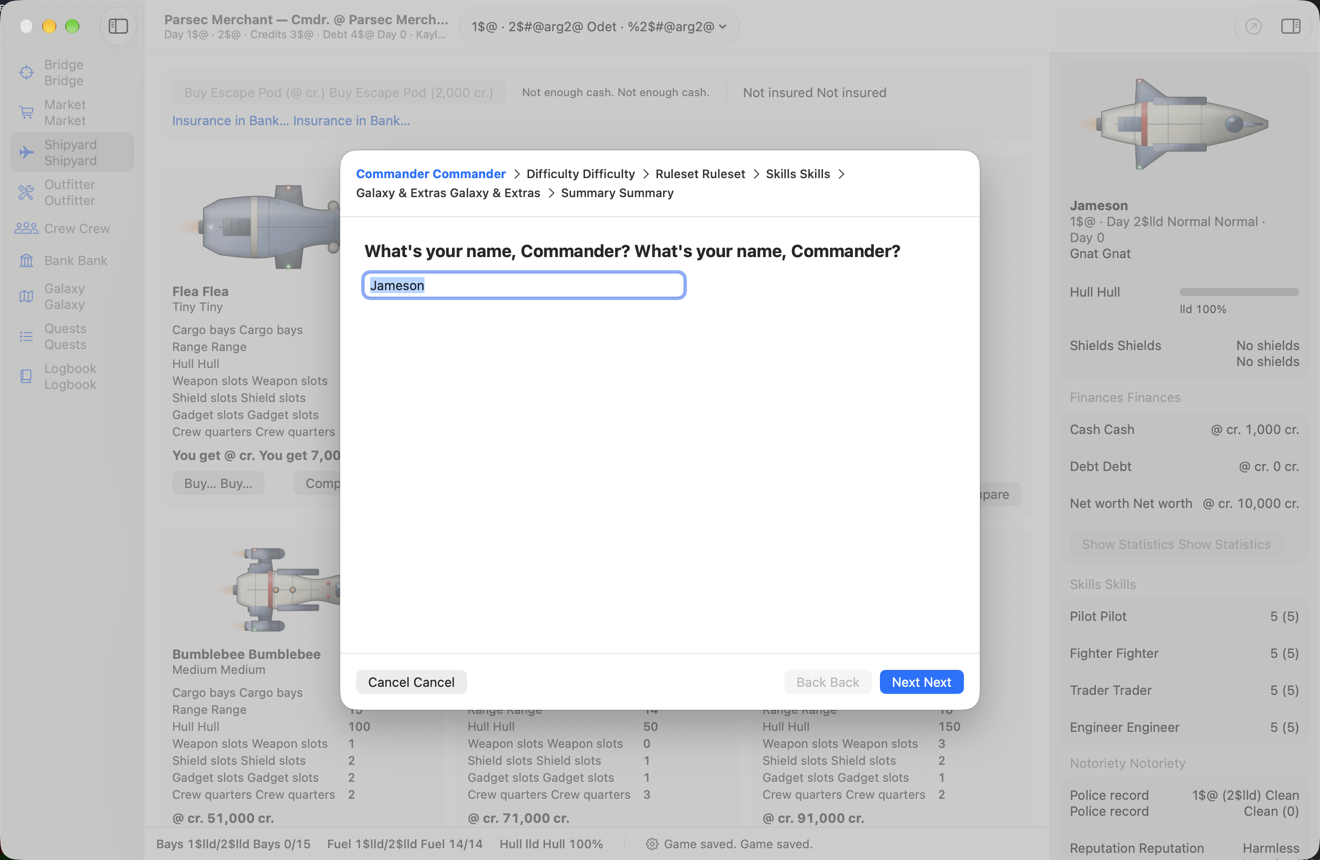 Parsec Merchant — Cmdr. @ Parsec Merch...
Day 1$@ · 2$@ · Credits 3$@ · Debt 4$@ Day 0 · Kayl...
1$@ · 2$#@arg2@ Odet · %2$#@arg2@
Bridge
Bridge
Market
Market
Shipyard
Shipyard
Outfitter
Outfitter
Crew Crew
Bank Bank
Galaxy
Galaxy
Quests
Quests
Logbook
Logbook
Buy Escape Pod (@ cr.) Buy Escape Pod (2,000 cr.)
Not enough cash. Not enough cash.
Not insured Not insured
Insurance in Bank... Insurance in Bank...
Flea Flea
Tiny Tiny
Cargo bays Cargo bays
Range Range
Hull Hull
Weapon slots Weapon slots
Shield slots Shield slots
Gadget slots Gadget slots
Crew quarters Crew quarters
You get @ cr. You get 7,00
Buy... Buy...
Comp
pare
Commander Commander > Difficulty Difficulty > Ruleset Ruleset > Skills Skills >
Galaxy & Extras Galaxy & Extras > Summary Summary
What's your name, Commander? What's your name, Commander?
Jameson
Cancel Cancel
Back Back
Next Next
Bumblebee Bumblebee
Medium Medium
Cargo bays Cargo bays
Range Range 15
Hull Hull 100
Weapon slots Weapon slots 1
Shield slots Shield slots 2
Gadget slots Gadget slots 2
Crew quarters Crew quarters 2
@ cr. 51,000 cr.
Range Range 14
Hull Hull 50
Weapon slots Weapon slots 0
Shield slots Shield slots 1
Gadget slots Gadget slots 1
Crew quarters Crew quarters 3
@ cr. 71,000 cr.
Range Range 16
Hull Hull 150
Weapon slots Weapon slots 3
Shield slots Shield slots 2
Gadget slots Gadget slots 1
Crew quarters Crew quarters 2
@ cr. 91,000 cr.
Bays 1$lld/2$lld Bays 0/15
Fuel 1$lld/2$lld Fuel 14/14
Hull lld Hull 100%
Game saved. Game saved.
Jameson
1$@ · Day 2$lld Normal Normal ·
Day 0
Gnat Gnat
Hull Hull
lld 100%
Shields Shields
No shields
No shields
Finances Finances
Cash Cash @ cr. 1,000 cr.
Debt Debt @ cr. 0 cr.
Net worth Net worth @ cr. 10,000 cr.
Show Statistics Show Statistics
Skills Skills
Pilot Pilot 5 (5)
Fighter Fighter 5 (5)
Trader Trader 5 (5)
Engineer Engineer 5 (5)
Notoriety Notoriety
Police record 1$@ (2$lld) Clean
Police record Clean (0)
Reputation Reputation Harmless